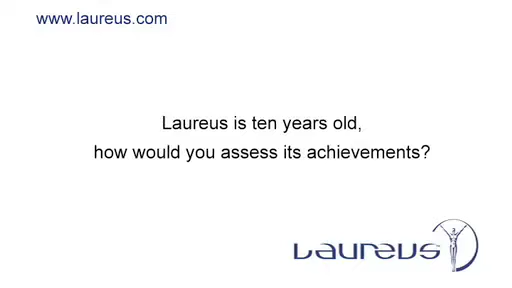 www.laureus.com
Laureus is ten years old,
how would you assess its achievements?
LAUREUS